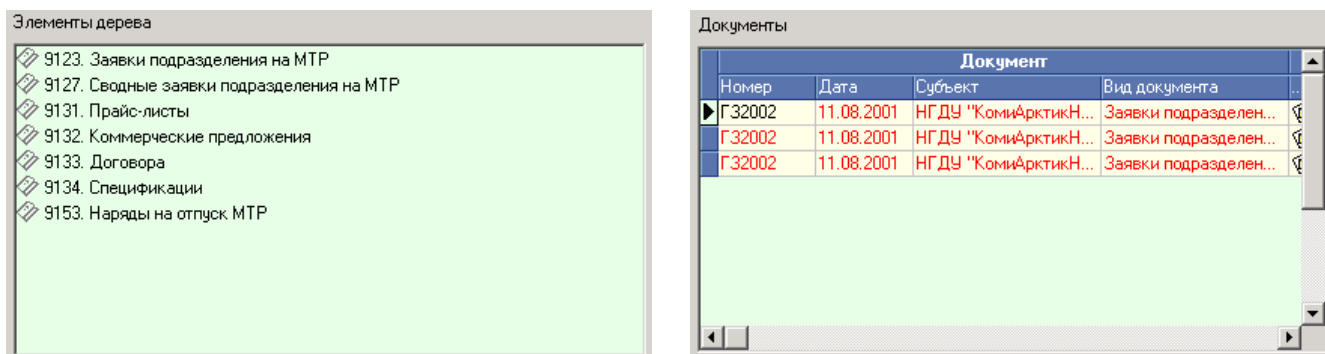 Элементы дерева
9123. Заявки подразделения на МТР
9127. Сводные заявки подразделения на МТР
9131. Прайс-листы
9132. Коммерческие предложения
9133. Договора
9134. Спецификации
9153. Наряды на отпуск МТР
Документы
Документ
Номер Дата Субъект Вид документа ..
Г32002 11.08.2001 НГДУ "КомиАрктикН... Заявки подразделен...
Г32002 11.08.2001 НГДУ "КомиАрктикН... Заявки подразделен...
Г32002 11.08.2001 НГДУ "КомиАрктикН... Заявки подразделен...